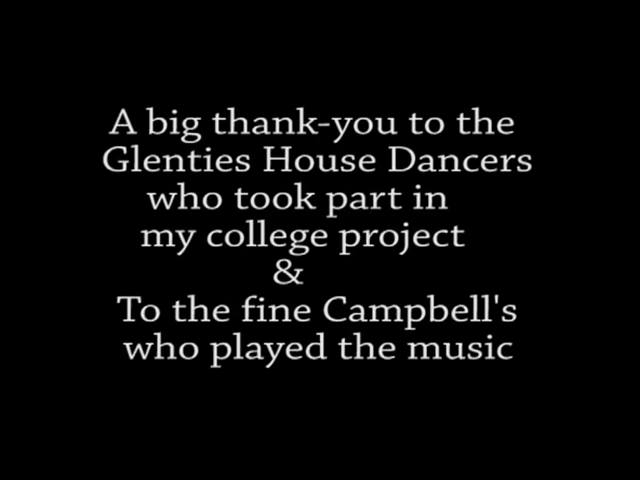 A big thank-you to the
Glenties House Dancers
who took part in
my college project
&
To the fine Campbell's
who played the music